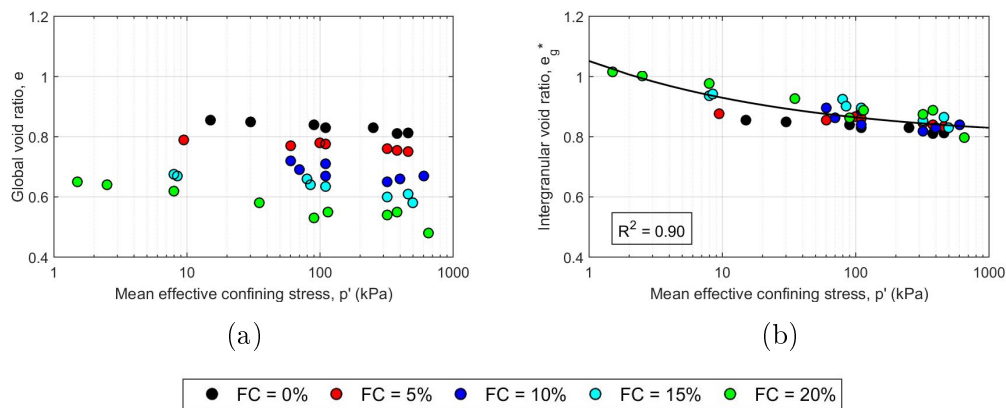 1.2
1
0.8
0.6
0.4
Global void ratio, e
1 10 100 1000
Mean effective confining stress, p' (kPa)
(a)
1.2
1
0.8
0.6
0.4
Intergranular void ratio, e_g*
R² = 0.90
1 10 100 1000
Mean effective confining stress, p' (kPa)
(b)
FC = 0% FC = 5% FC = 10% FC = 15% FC = 20%